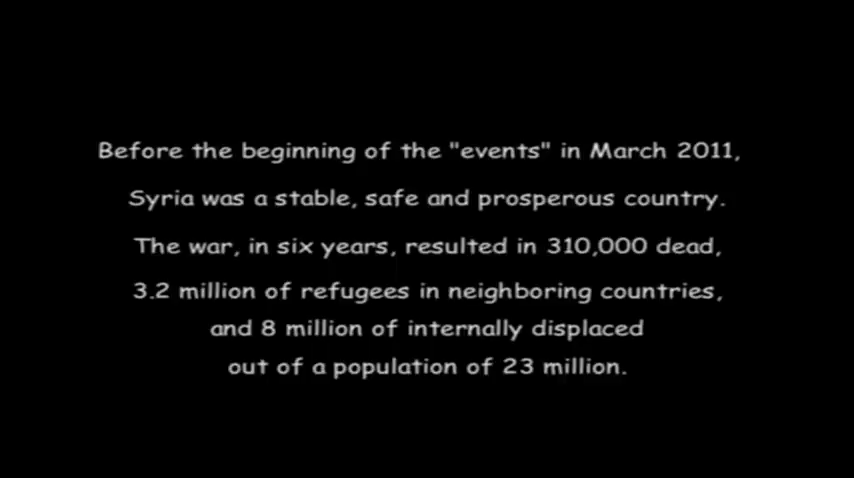 Before the beginning of the "events" in March 2011,
Syria was a stable, safe and prosperous country.
The war, in six years, resulted in 310,000 dead,
3.2 million of refugees in neighboring countries,
and 8 million of internally displaced
out of a population of 23 million.